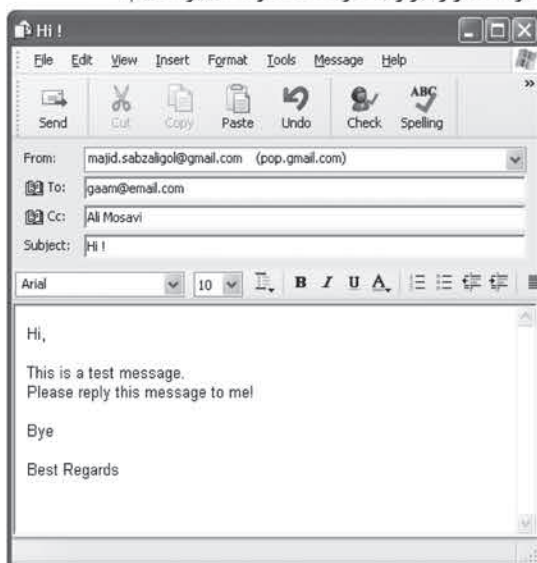 Hi !
File Edit View Insert Format Tools Message Help
»
Send Cut Copy Paste Undo Check ABC Spelling
From: majid.sabzaligol@gmail.com (pop.gmail.com)
To: gaam@email.com
Cc: Ali Mosavi
Subject: Hi !
Arial 10 B I U A
Hi,
This is a test message.
Please reply this message to me!
Bye
Best Regards